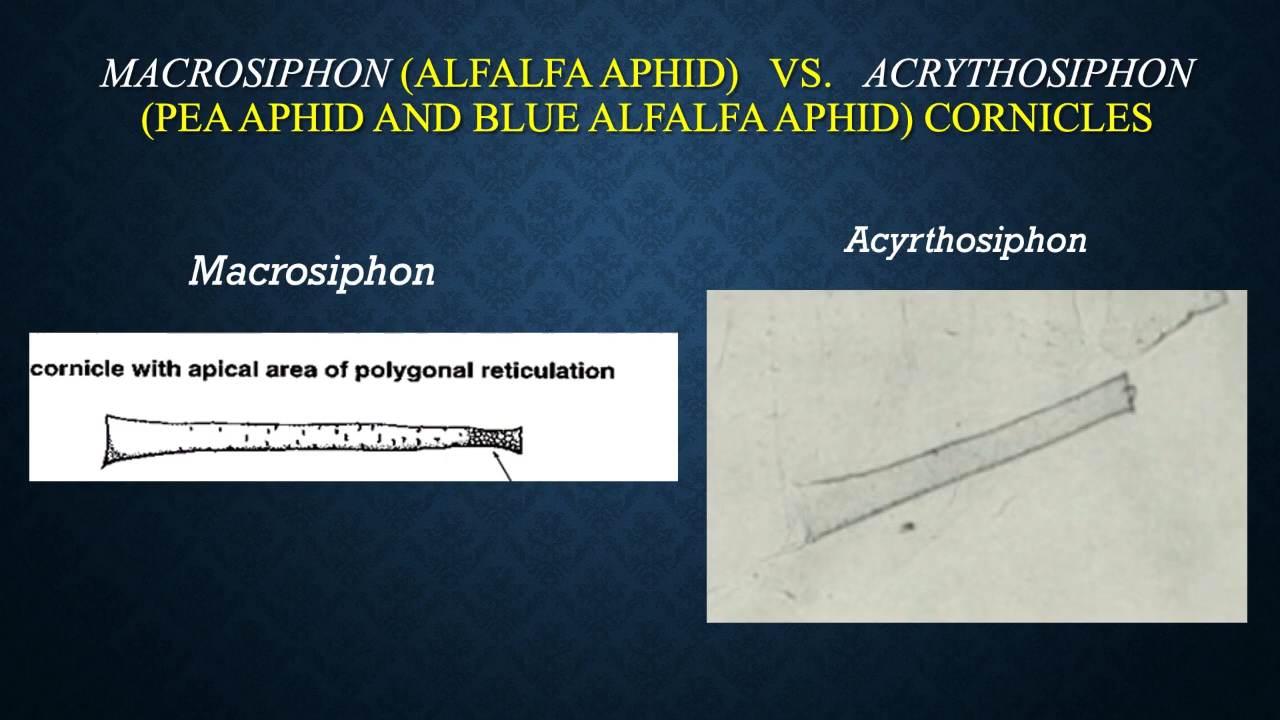 MACROSIPHON (ALFALFA APHID) VS. ACRYTHOSIPHON
(PEA APHID AND BLUE ALFALFA APHID) CORNICLES
Acyrthosiphon
Macrosiphon
cornicle with apical area of polygonal reticulation